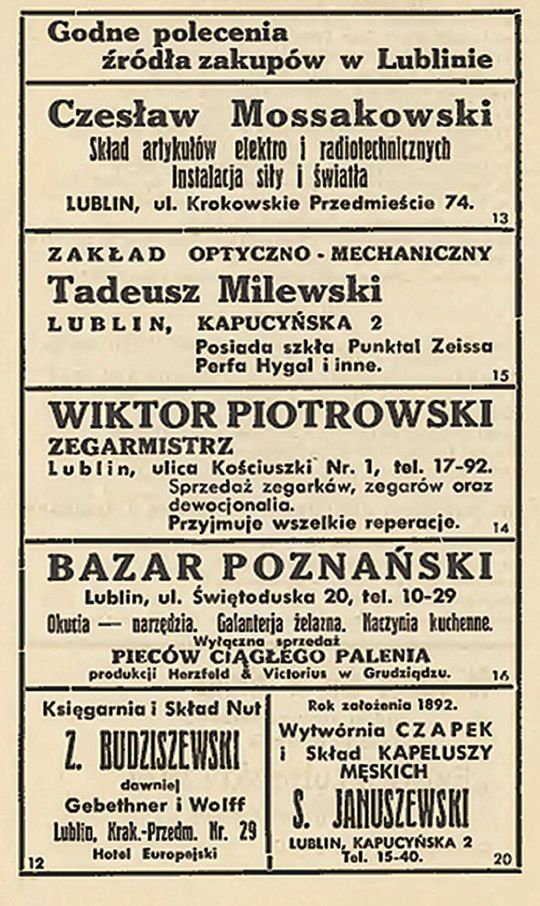 Godne polecenia
źródła zakupów w Lublinie
Czesław Mossakowski
Skład artykułów elektro i radiotechnicznych
Instalacja siły i światła
LUBLIN, ul. Krokowskie Przedmieście 74.
13
ZAKŁAD OPTYCZNO - MECHANICZNY
Tadeusz Milewski
LUBLIN, KAPUCYŃSKA 2
Posiada szkła Punktal Zeissa
Perfa Hygal i inne.
15
WIKTOR PIOTROWSKI
ZEGARMISTRZ
Lublin, ulica Kościuszki Nr. 1, tel. 17-92.
Sprzedaż zegarków, zegarów oraz
dewocjonalia.
Przyjmuje wszelkie reperacje.
14
BAZAR POZNAŃSKI
Lublin, ul. Świętoduska 20, tel. 10-29
Okucia — narzędzia. Galanterja żelazna. Naczynia kuchenne.
Wyłączna sprzedaż
PIECÓW CIĄGŁEGO PALENIA
produkcji Herzfeld & Victorius w Grudziądzu.
16
Księgarnia i Skład Nut
Z. BUDZISZEWSKI
dawniej
Gebethner i Wolff
Lublin, Krak.-Przedm. Nr. 29
Hotel Europejski
12
Rok założenia 1892.
Wytwórnia CZAPEK
i Skład KAPELUSZY
MĘSKICH
S. JANUSZEWSKI
LUBLIN, KAPUCYŃSKA 2
Tel. 15-40.
20